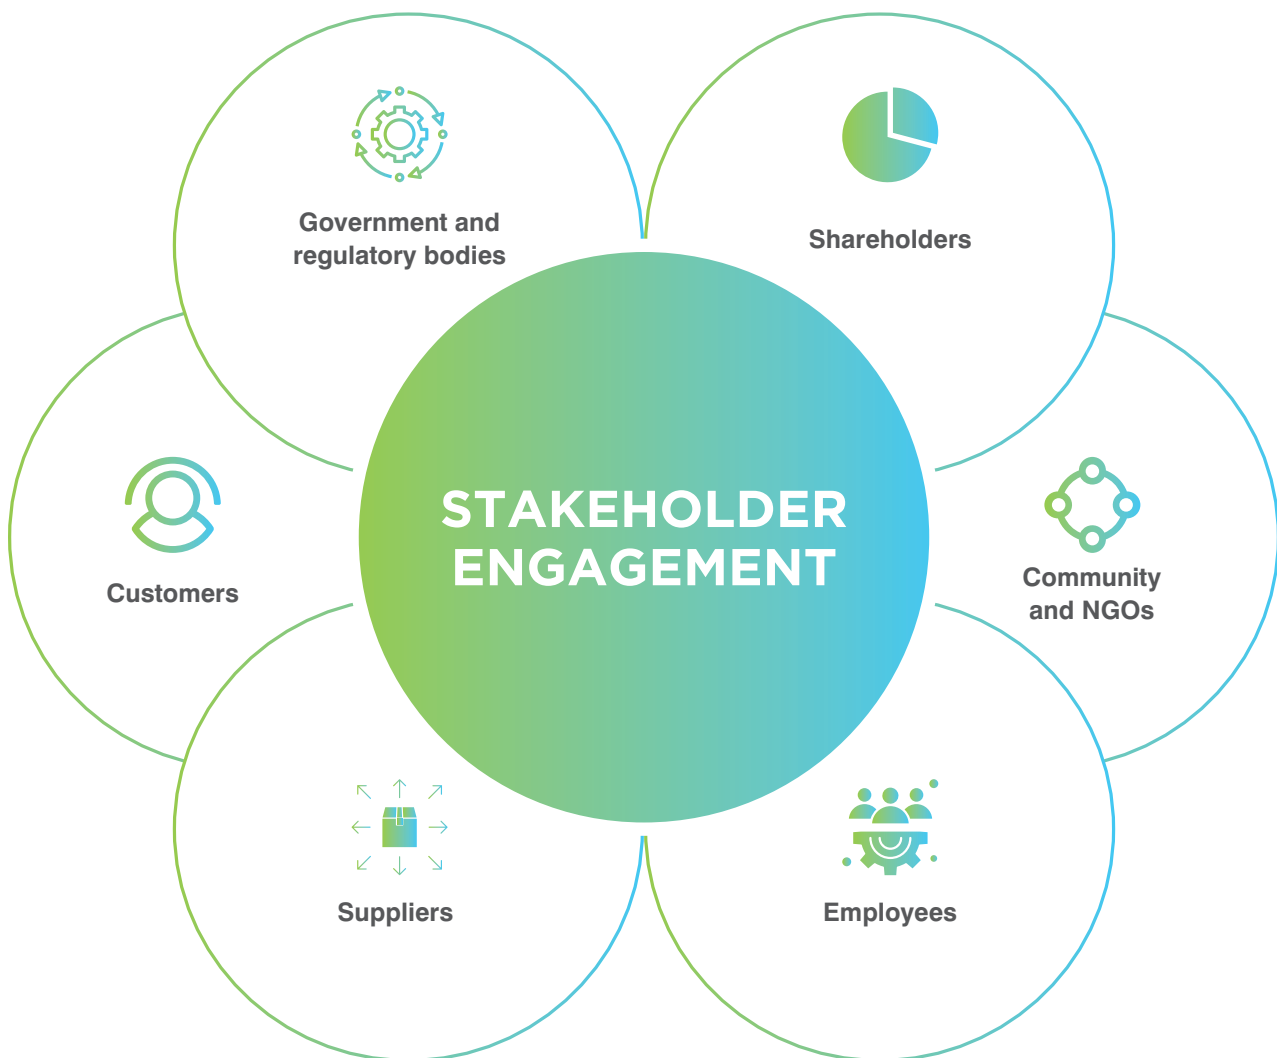 Government and
regulatory bodies
Shareholders
Customers
STAKEHOLDER
ENGAGEMENT
Community
and NGOs
Suppliers
Employees